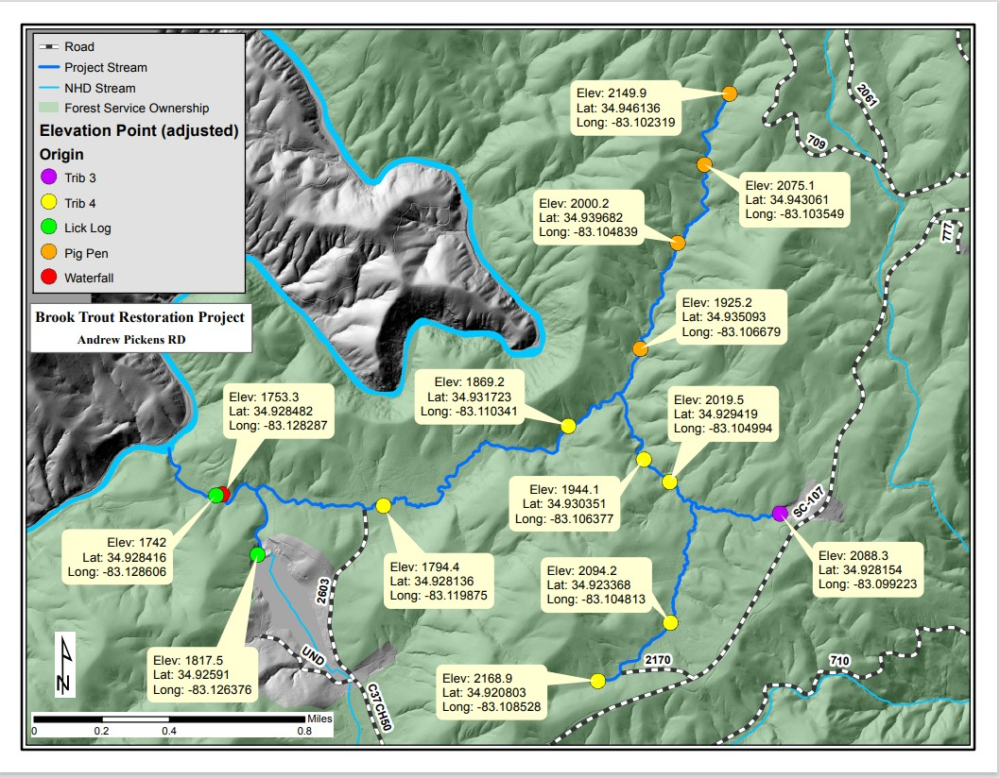 Road
Project Stream
NHD Stream
Forest Service Ownership
Elevation Point (adjusted)
Origin
Trib 3
Trib 4
Lick Log
Pig Pen
Waterfall
Brook Trout Restoration Project
Andrew Pickens RD
Elev: 2149.9
Lat: 34.946136
Long: -83.102319
2061
709
Elev: 2075.1
Lat: 34.943061
Long: -83.103549
Elev: 2000.2
Lat: 34.939682
Long: -83.104839
777
Elev: 1925.2
Lat: 34.935093
Long: -83.106679
Elev: 1869.2
Lat: 34.931723
Long: -83.110341
Elev: 1753.3
Lat: 34.928482
Long: -83.128287
Elev: 2019.5
Lat: 34.929419
Long: -83.104994
Elev: 1944.1
Lat: 34.930351
Long: -83.106377
SC-107
Elev: 1742
Lat: 34.928416
Long: -83.128606
Elev: 1794.4
Lat: 34.928136
Long: -83.119875
Elev: 2094.2
Lat: 34.923368
Long: -83.104813
Elev: 2088.3
Lat: 34.928154
Long: -83.099223
2603
Elev: 1817.5
Lat: 34.92591
Long: -83.126376
UND
Elev: 2168.9
Lat: 34.920803
Long: -83.108528
2170
710
C37CH50
N
Miles
0
0.2
0.4
0.8